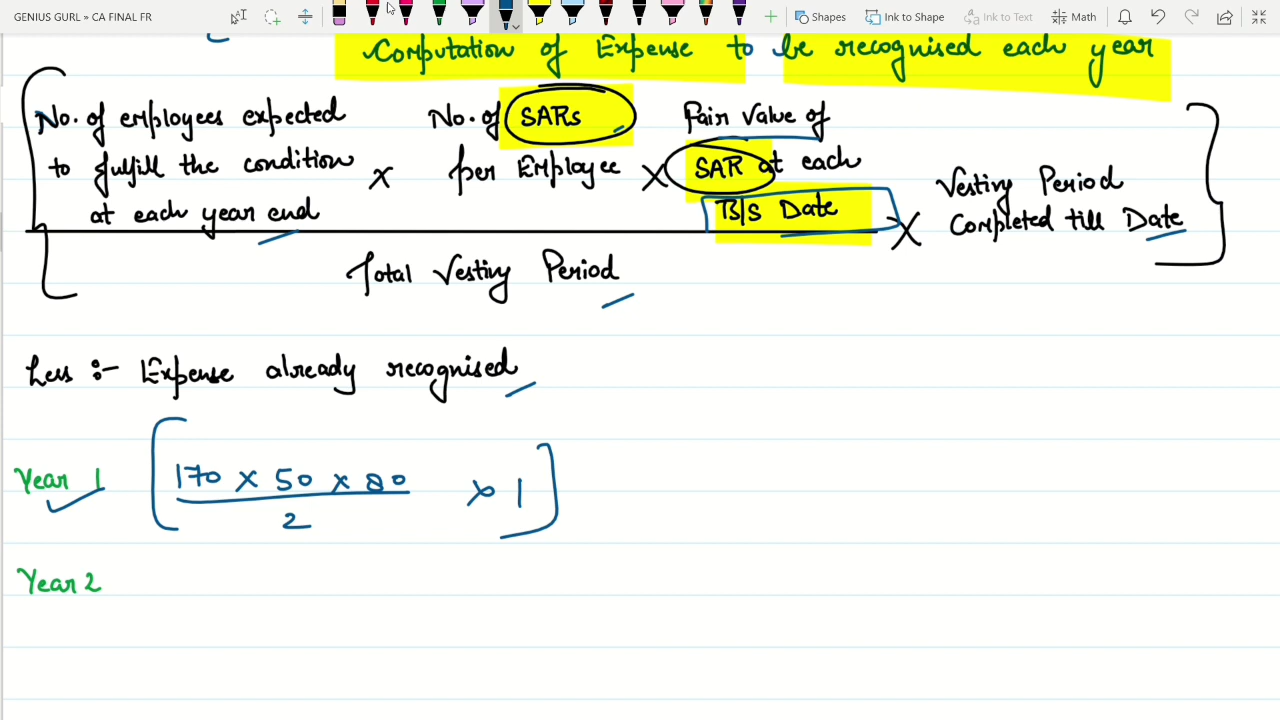 GENIUS GURL » CA FINAL FR
Shapes
Ink to Shape
Ink to Text
Math
Computation of Expense to be recognised each year
No. of employees expected to fulfill the condition at each year end
x
No. of SARs per Employee
x
Fair Value of SAR at each B/S Date
x
Vesting Period Completed till Date
Total Vesting Period
Less :- Expense already recognised
Year 1 [ 170 x 50 x 80 x 1 ]
2
Year 2